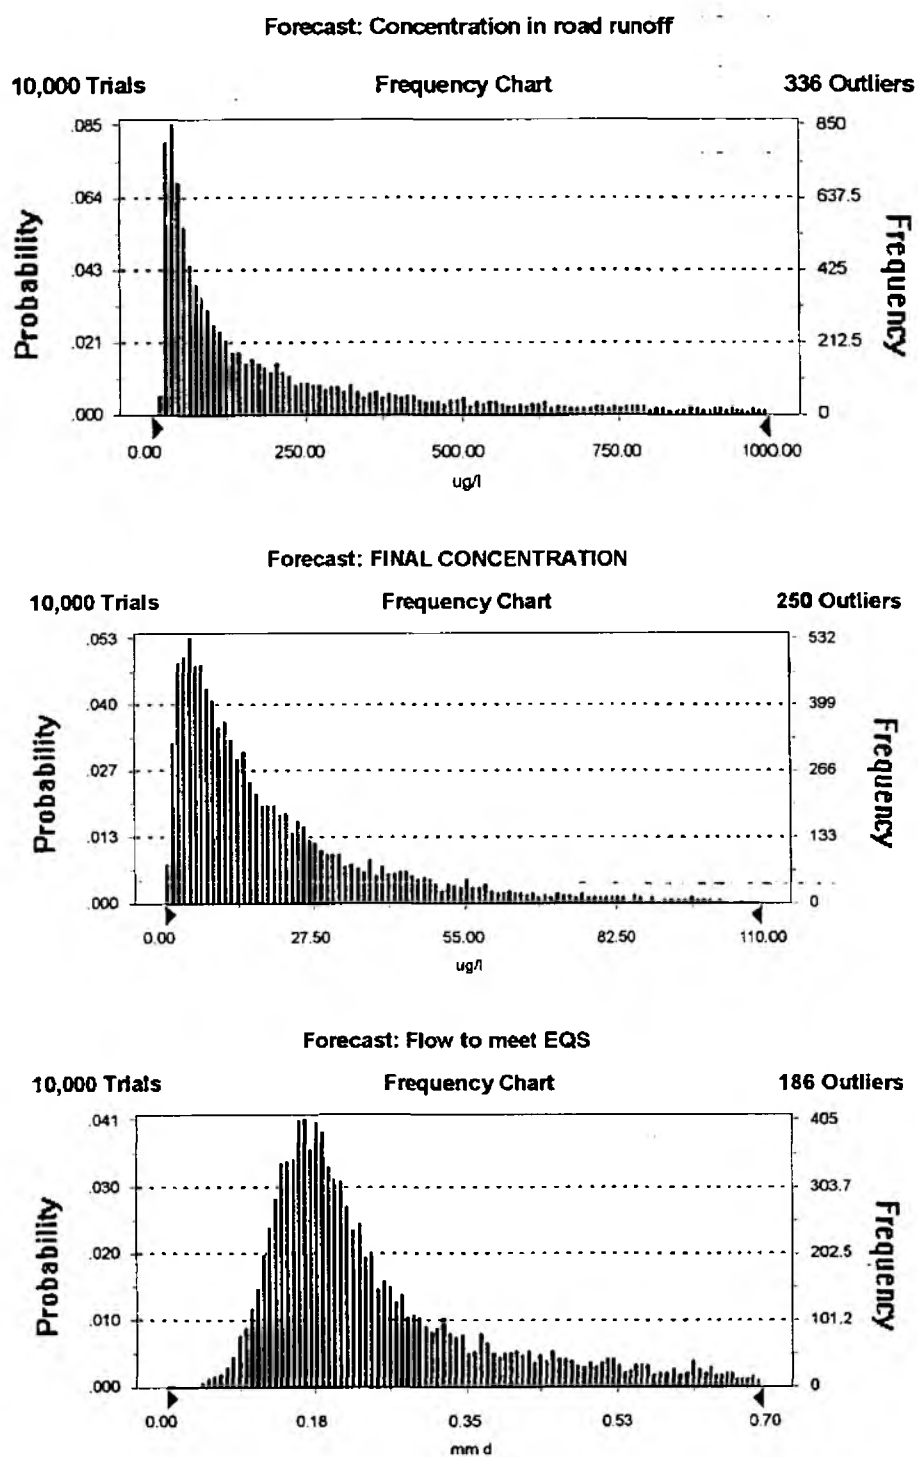 Forecast: Concentration in road runoff
10,000 Trials Frequency Chart 336 Outliers
.085 850
.064 637.5
.043 425
.021 212.5
.000 0
Probability
Frequency
0.00 250.00 500.00 750.00 1000.00
ug/l
Forecast: FINAL CONCENTRATION
10,000 Trials Frequency Chart 250 Outliers
.053 532
.040 399
.027 266
.013 133
.000 0
Probability
Frequency
0.00 27.50 55.00 82.50 110.00
ug/l
Forecast: Flow to meet EQS
10,000 Trials Frequency Chart 186 Outliers
.041 405
.030 303.7
.020 202.5
.010 101.2
.000 0
Probability
Frequency
0.00 0.18 0.35 0.53 0.70
mm d